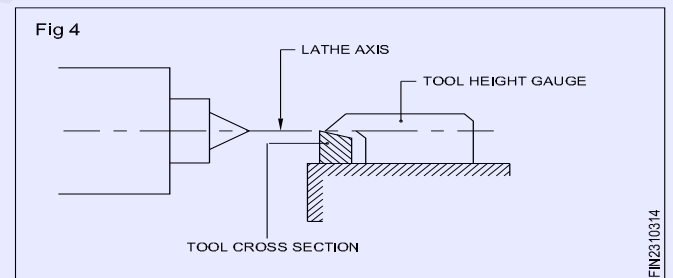 Fig 4
LATHE AXIS
TOOL HEIGHT GAUGE
TOOL CROSS SECTION
FIN2310314